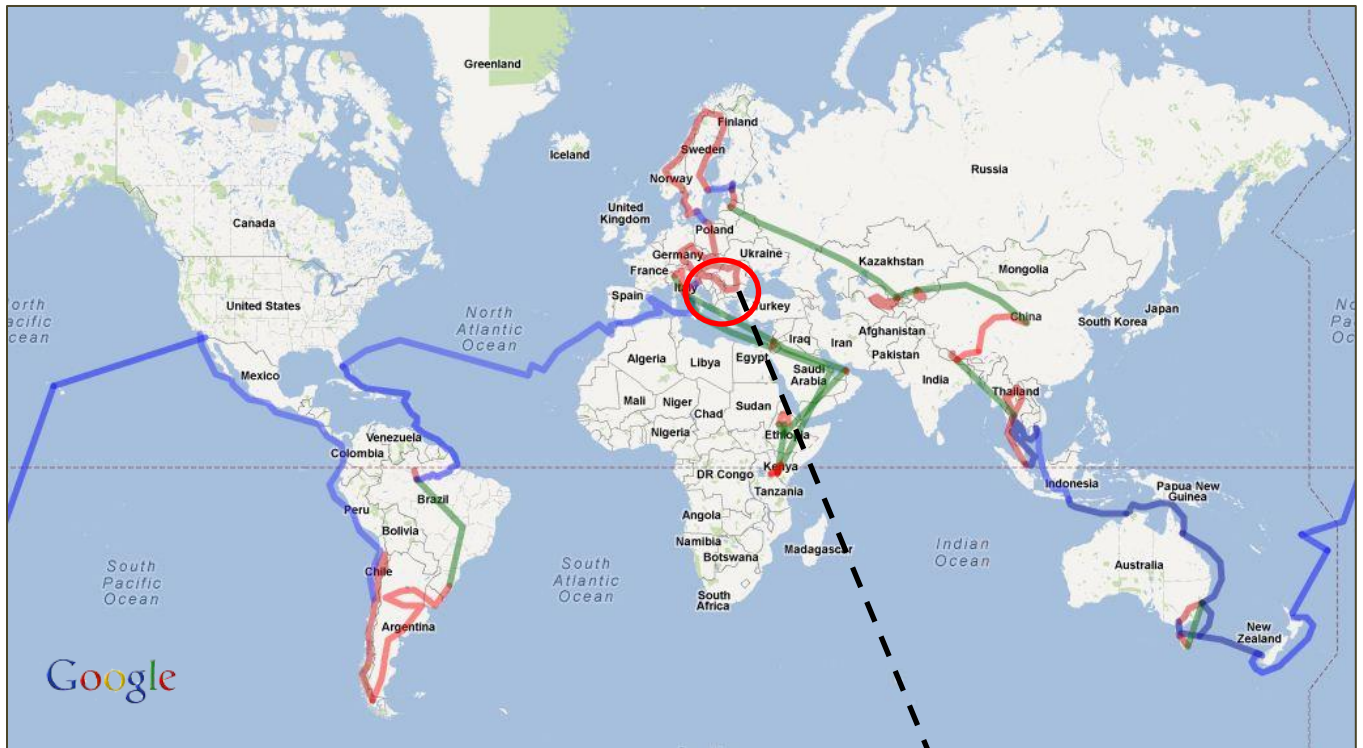 Greenland
Iceland
Finland
Sweden
Norway
Russia
Canada
United
Kingdom
Poland
Germany
Ukraine
France
Kazakhstan
Mongolia
Italy
Spain
Turkey
United States
North
Atlantic
Ocean
China
South Korea
Japan
Afghanistan
Iraq
Iran
Pakistan
Algeria
Libya
Egypt
Saudi
Arabia
India
Mexico
Mali
Niger
Chad
Sudan
Thailand
Nigeria
Ethiopia
Venezuela
Colombia
DR Congo
Kenya
Tanzania
Indonesia
Papua New
Guinea
Brazil
Peru
Bolivia
Angola
Namibia
Botswana
Madagascar
Indian
Ocean
Australia
South
Pacific
Ocean
Chile
South
Atlantic
Ocean
South
Africa
Argentina
New
Zealand
Google